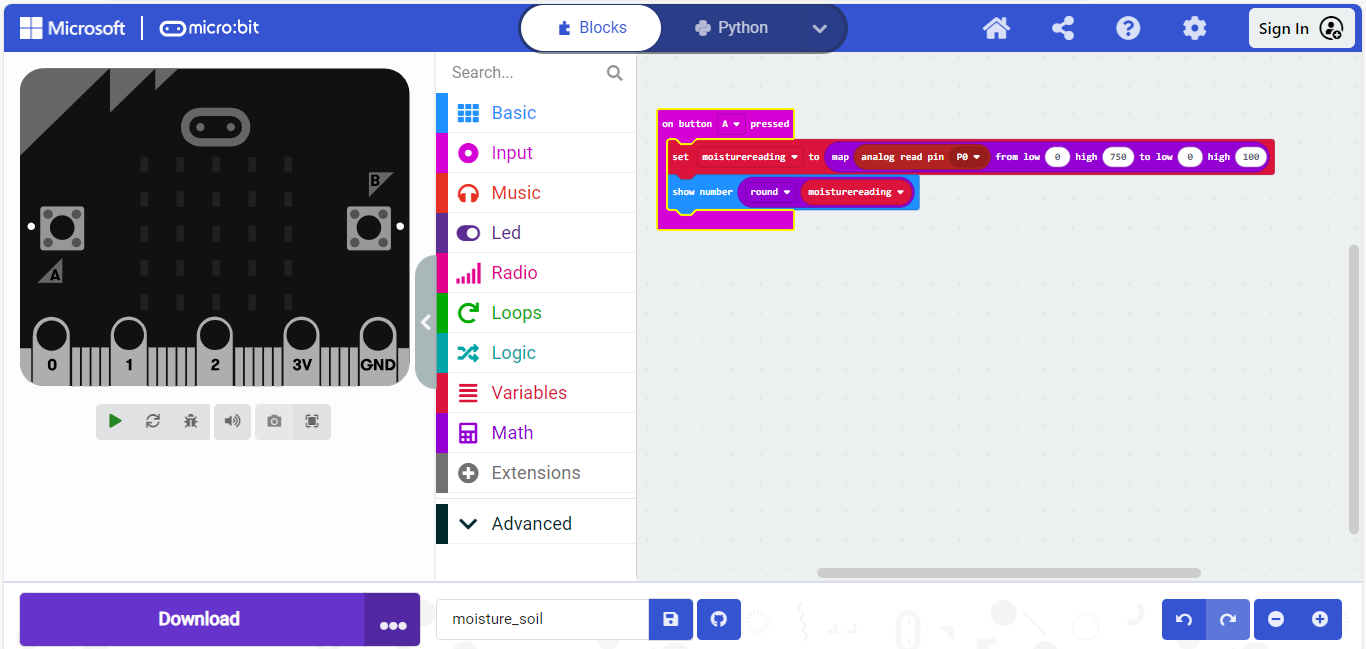 Microsoft micro:bit Blocks Python Sign In
Search...
Basic
Input
Music
Led
Radio
Loops
Logic
Variables
Math
Extensions
Advanced
A
B
0 1 2 3V GND
on button A pressed
set moisturereading to map analog read pin P0 from low 0 high 750 to low 0 high 100
show number round moisturereading
Download moisture_soil